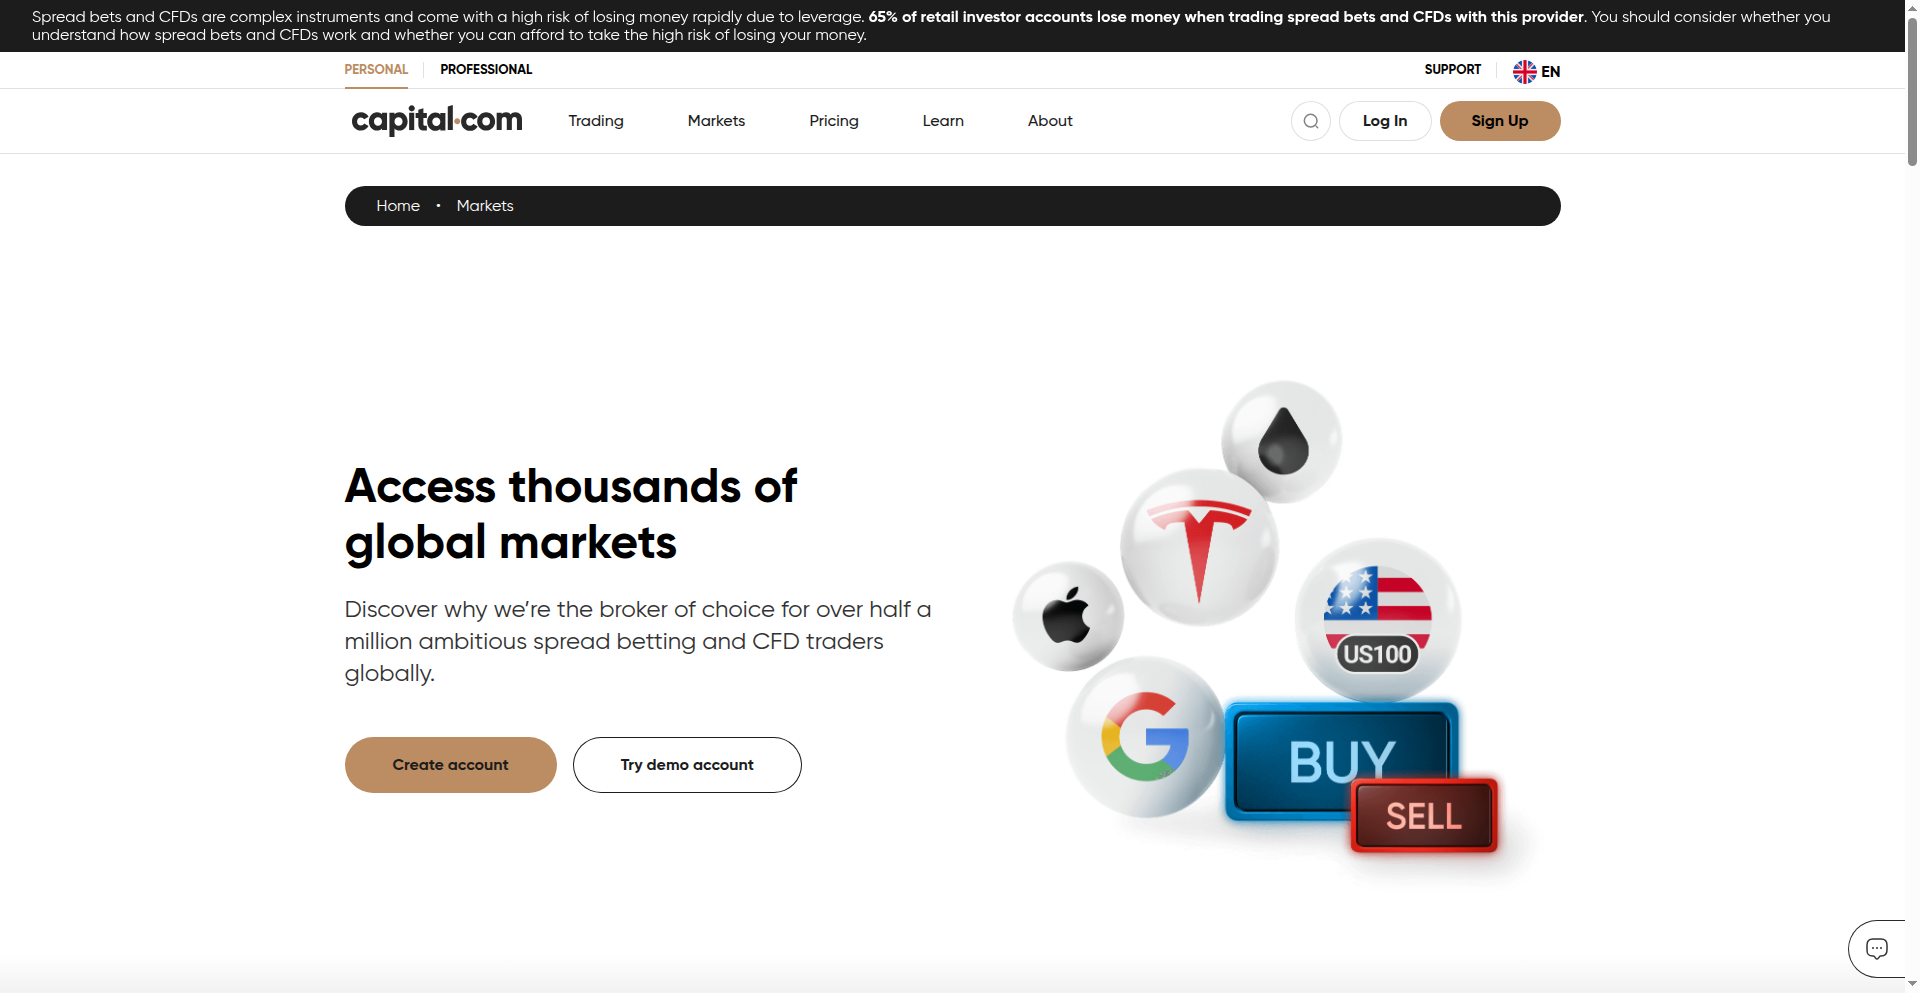 Spread bets and CFDs are complex instruments and come with a high risk of losing money rapidly due to leverage. 65% of retail investor accounts lose money when trading spread bets and CFDs with this provider. You should consider whether you
understand how spread bets and CFDs work and whether you can afford to take the high risk of losing your money.
PERSONAL PROFESSIONAL SUPPORT EN
capital.com Trading Markets Pricing Learn About Log In Sign Up
Home • Markets
Access thousands of
global markets
Discover why we’re the broker of choice for over half a
million ambitious spread betting and CFD traders
globally.
Create account Try demo account
US100
BUY
SELL